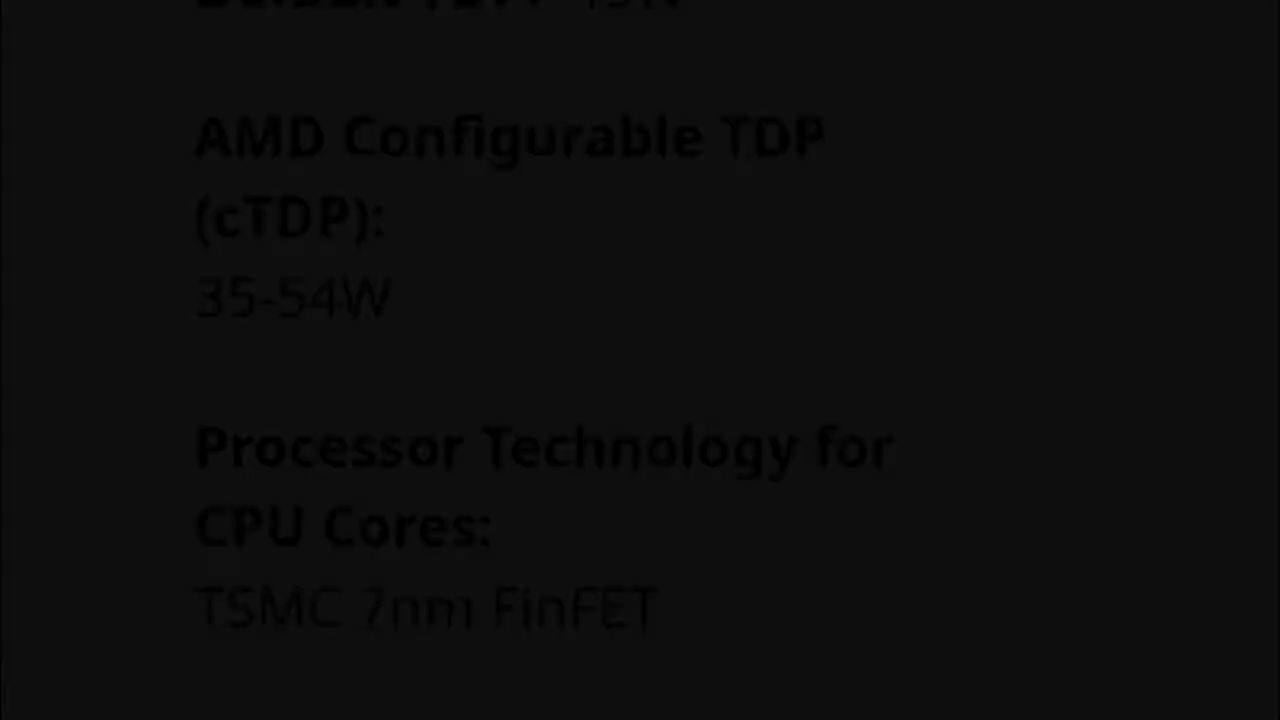 AMD Configurable TDP
(cTDP):
35-54W
Processor Technology for
CPU Cores:
TSMC 7nm FinFET